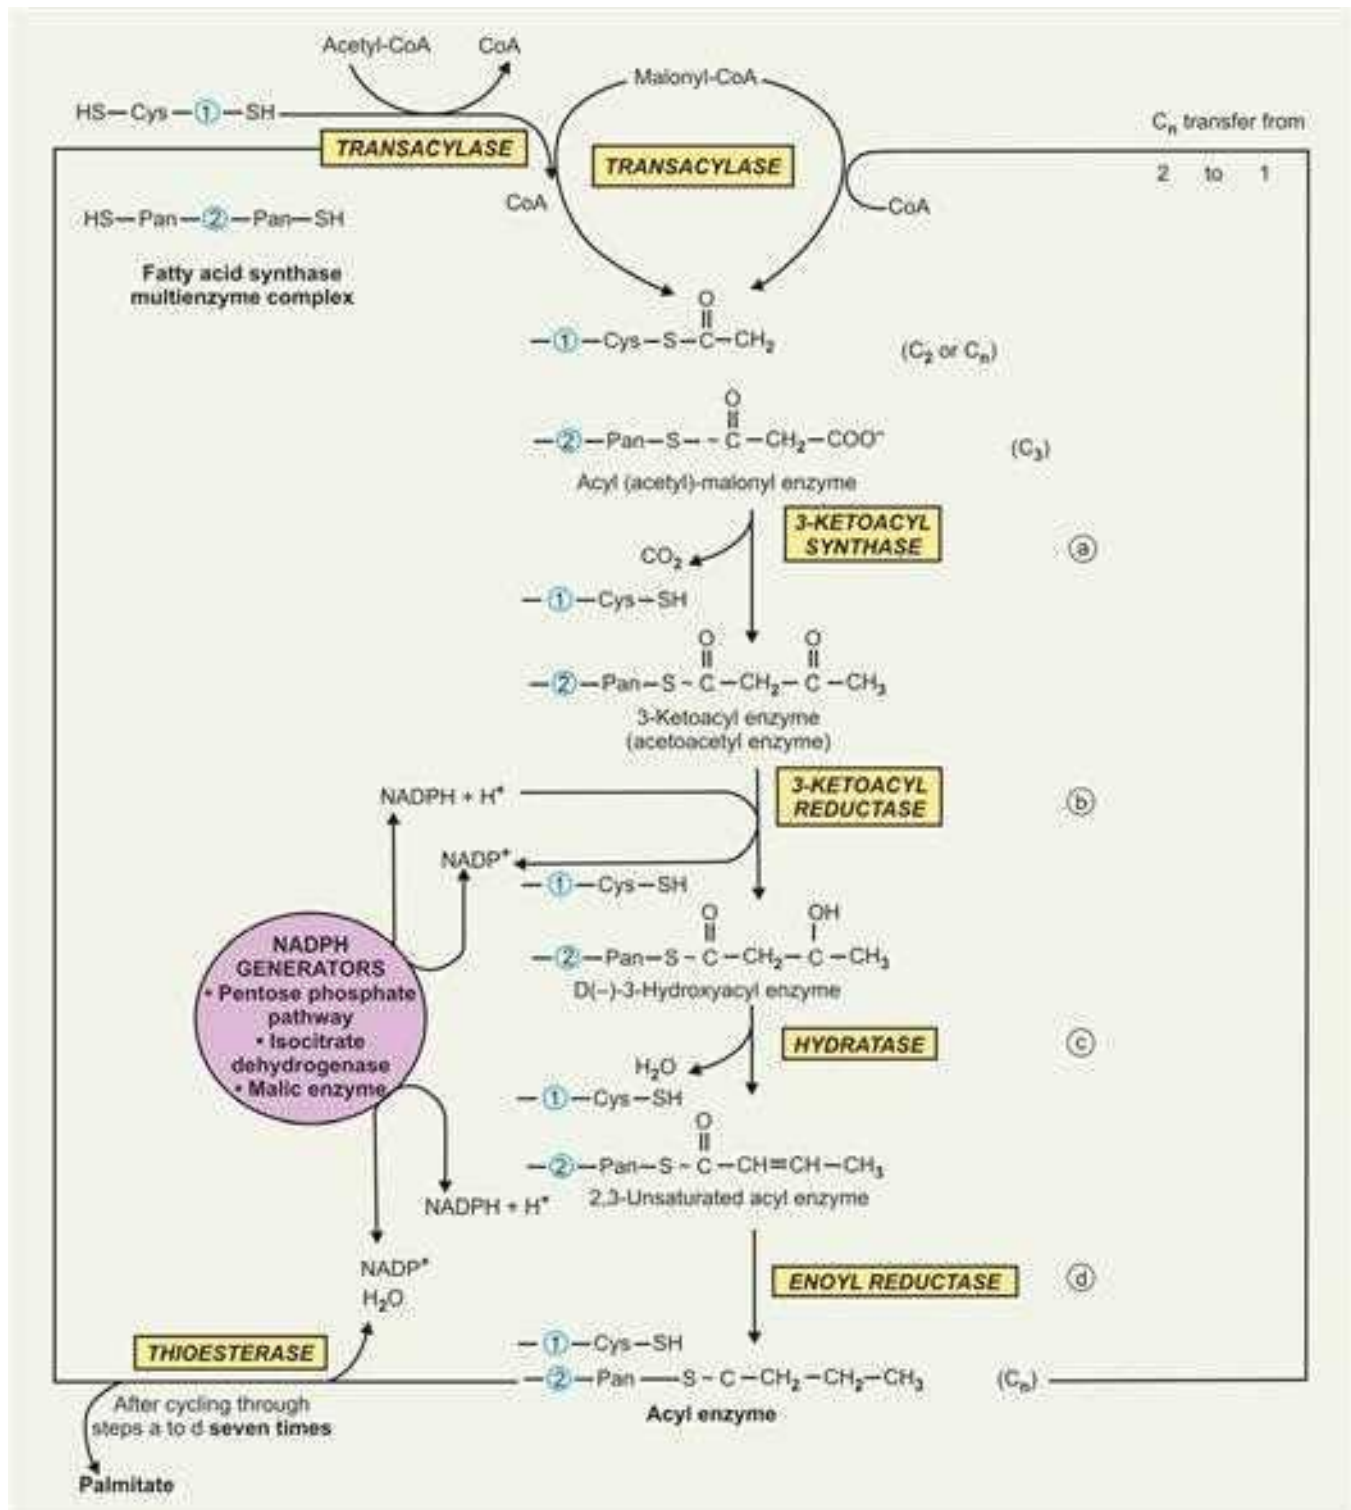 Acetyl-CoA
CoA
Malonyl-CoA
HS—Cys—①—SH
TRANSACYLASE
TRANSACYLASE
CoA
CoA
Cₙ transfer from
2 to 1
HS—Pan—②—Pan—SH
Fatty acid synthase
multienzyme complex
O
—①—Cys—S—C—CH₂
(C₂ or Cₙ)
O
—②—Pan—S—~C—CH₂—COO⁻
(C₃)
Acyl (acetyl)-malonyl enzyme
3-KETOACYL
SYNTHASE
ⓐ
CO₂
—①—Cys—SH
O O
—②—Pan—S~C—CH₂—C—CH₃
3-Ketoacyl enzyme
(acetoacetyl enzyme)
3-KETOACYL
REDUCTASE
ⓑ
NADPH + H⁺
NADP⁺
—①—Cys—SH
O OH
—②—Pan—S~C—CH₂—C—CH₃
D(–)-3-Hydroxyacyl enzyme
NADPH
GENERATORS
• Pentose phosphate
pathway
• Isocitrate
dehydrogenase
• Malic enzyme
HYDRATASE
ⓒ
H₂O
—①—Cys—SH
O
—②—Pan—S~C—CH=CH—CH₃
2,3-Unsaturated acyl enzyme
NADPH + H⁺
NADP⁺
H₂O
ENOYL REDUCTASE
ⓓ
THIOESTERASE
—①—Cys—SH
—②—Pan—S~C—CH₂—CH₂—CH₃
(Cₙ)
Acyl enzyme
After cycling through
steps a to d seven times
Palmitate